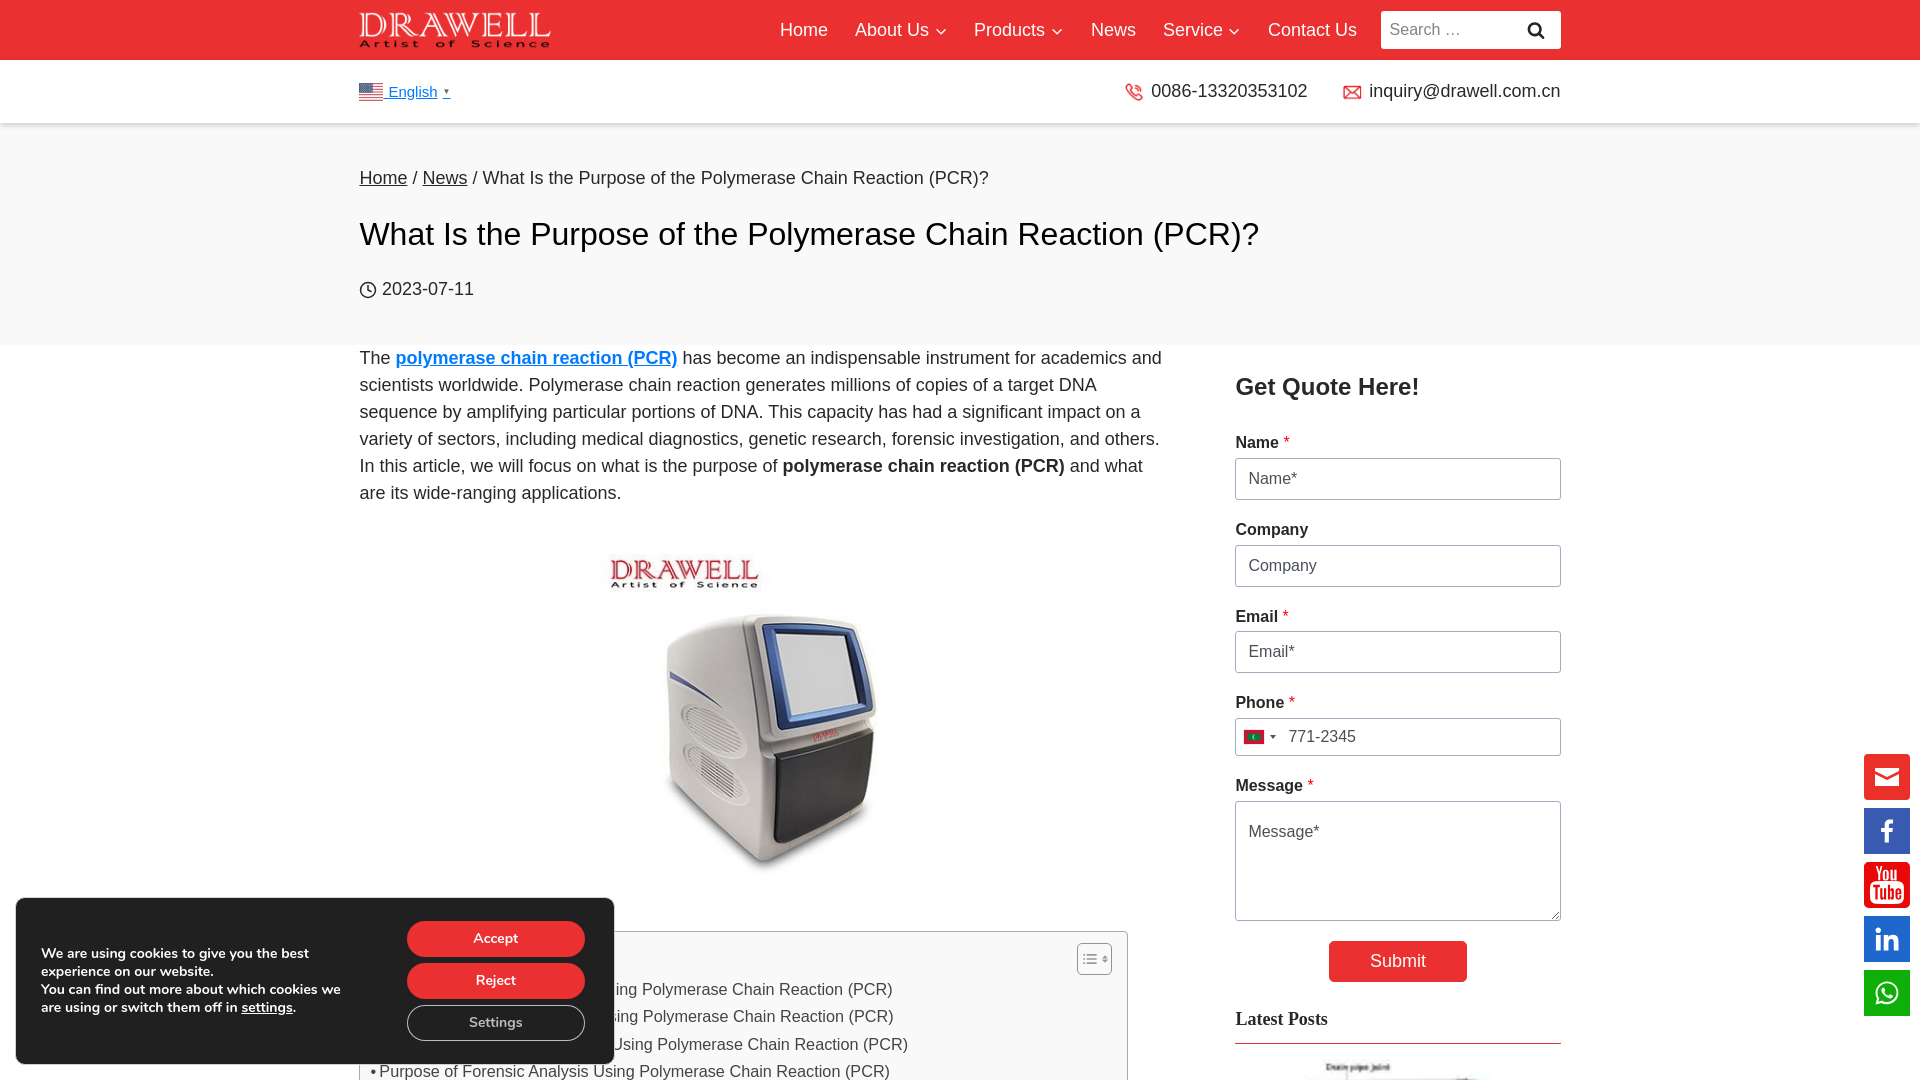 DRAWELL
Artist of Science
Home
About Us
Products
News
Service
Contact Us
Search …
English ▼
0086-13320353102
inquiry@drawell.com.cn
Home / News / What Is the Purpose of the Polymerase Chain Reaction (PCR)?
What Is the Purpose of the Polymerase Chain Reaction (PCR)?
2023-07-11
The polymerase chain reaction (PCR) has become an indispensable instrument for academics and
scientists worldwide. Polymerase chain reaction generates millions of copies of a target DNA
sequence by amplifying particular portions of DNA. This capacity has had a significant impact on a
variety of sectors, including medical diagnostics, genetic research, forensic investigation, and others.
In this article, we will focus on what is the purpose of polymerase chain reaction (PCR) and what
are its wide-ranging applications.
DRAWELL
Artist of Science
DRAWELL
ing Polymerase Chain Reaction (PCR)
ing Polymerase Chain Reaction (PCR)
Using Polymerase Chain Reaction (PCR)
• Purpose of Forensic Analysis Using Polymerase Chain Reaction (PCR)
Get Quote Here!
Name *
Name*
Company
Company
Email *
Email*
Phone *
771-2345
Message *
Message*
Submit
Latest Posts
Drain pipe joint
You
Tube
in
We are using cookies to give you the best
experience on our website.
You can find out more about which cookies we
are using or switch them off in settings.
Accept
Reject
Settings